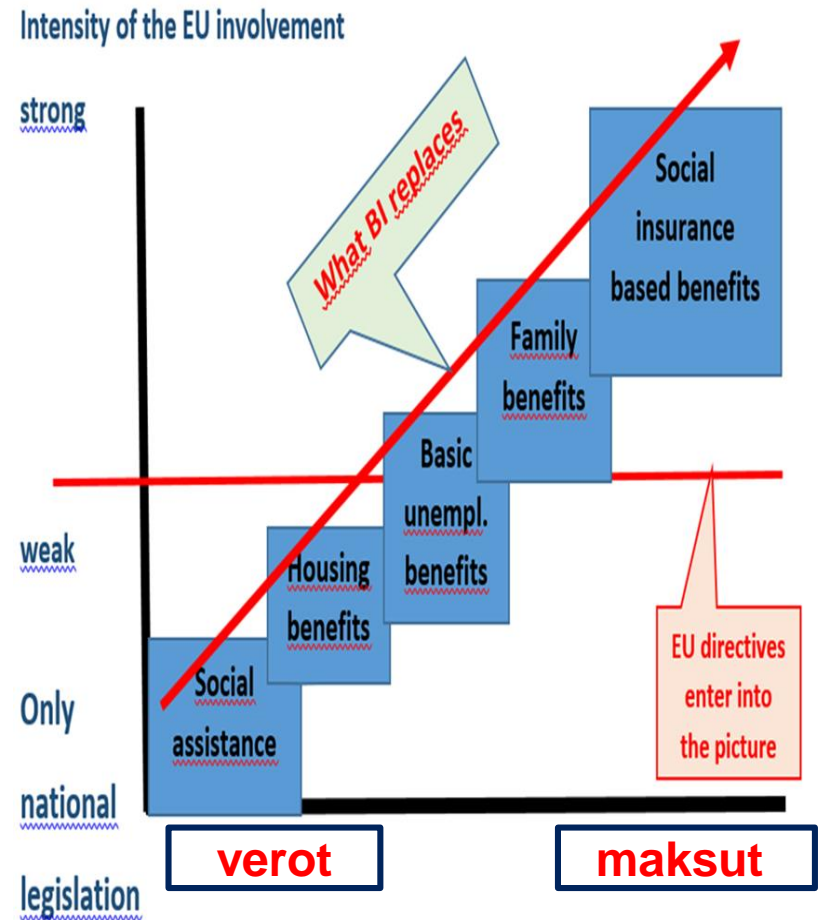 Intensity of the EU involvement
strong
What BI replaces
Social
insurance
based benefits
Family
benefits
Basic
unempl.
benefits
weak
Housing
benefits
EU directives
enter into
the picture
Social
assistance
Only
national
legislation
verot
maksut